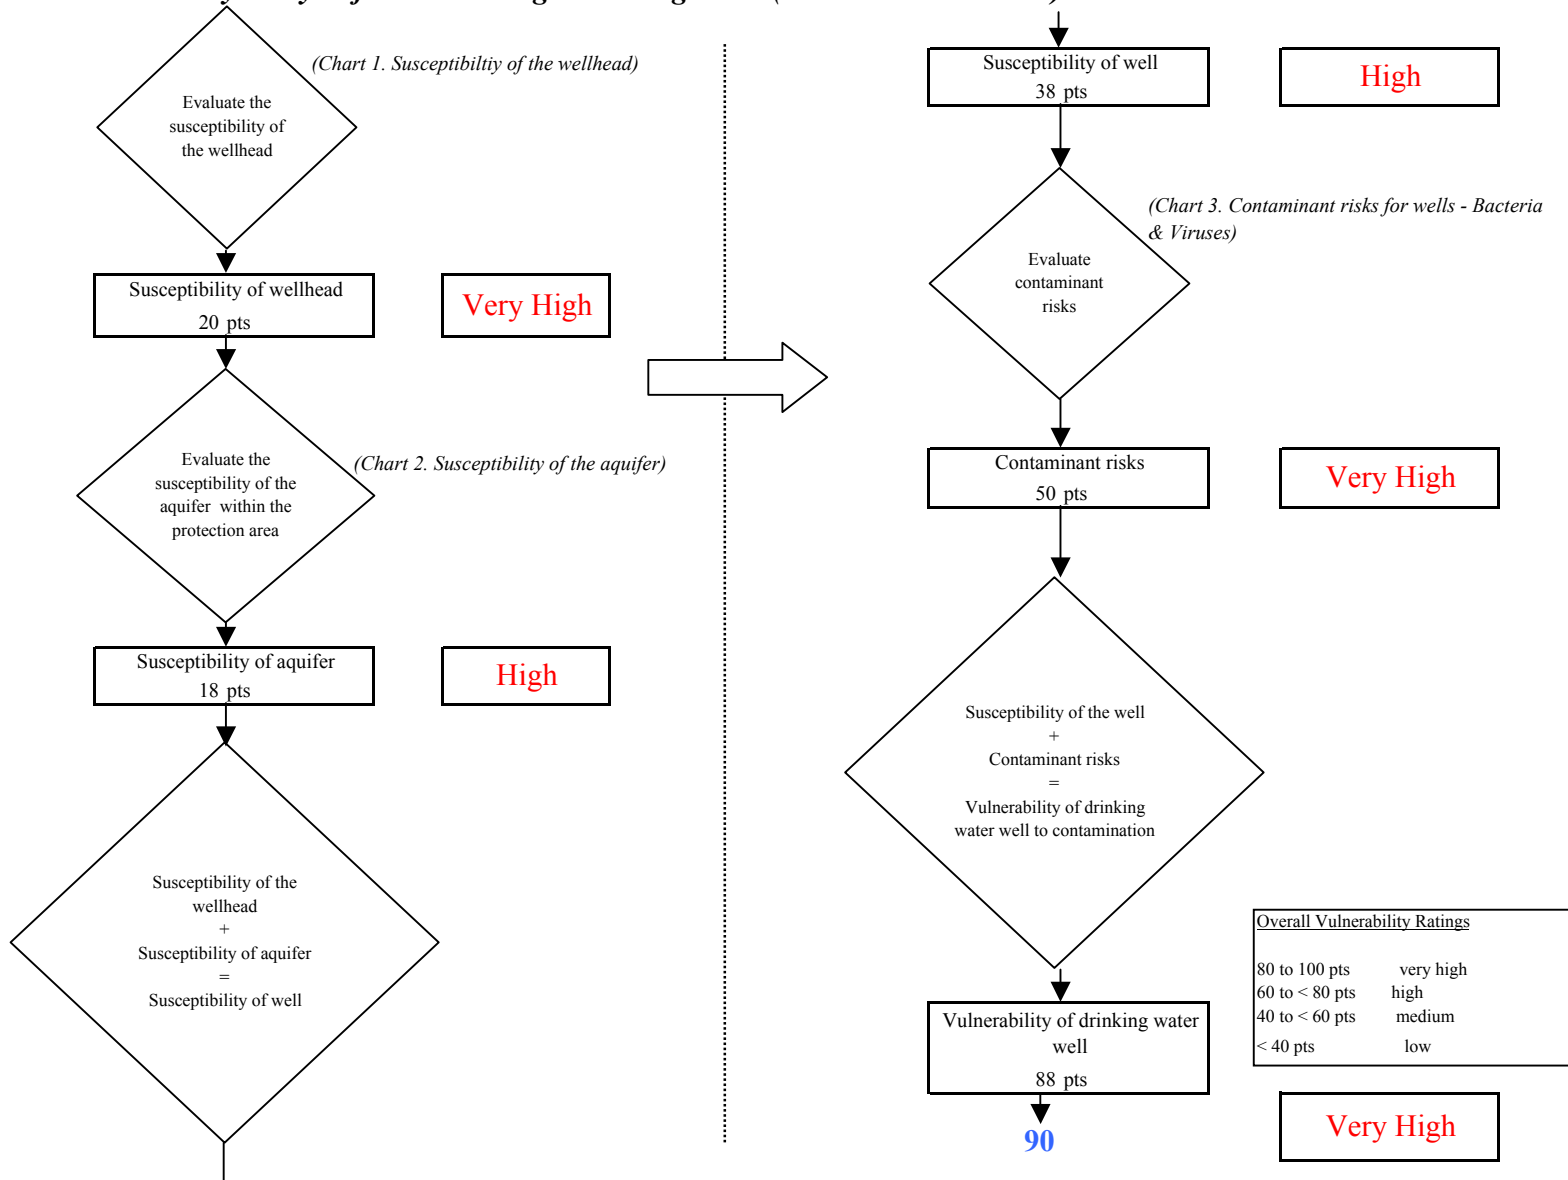 (Chart 1. Susceptibiltiy of the wellhead)
Evaluate the
susceptibility of
the wellhead
Susceptibility of wellhead
20 pts
Very High
Evaluate the
susceptibility of the
aquifer within the
protection area
(Chart 2. Susceptibility of the aquifer)
Susceptibility of aquifer
18 pts
High
Susceptibility of the
wellhead
+
Susceptibility of aquifer
=
Susceptibility of well
Susceptibility of well
38 pts
High
(Chart 3. Contaminant risks for wells - Bacteria
& Viruses)
Evaluate
contaminant
risks
Contaminant risks
50 pts
Very High
Susceptibility of the well
+
Contaminant risks
=
Vulnerability of drinking
water well to contamination
Overall Vulnerability Ratings
80 to 100 pts very high
60 to < 80 pts high
40 to < 60 pts medium
< 40 pts low
Vulnerability of drinking water
well
88 pts
90
Very High